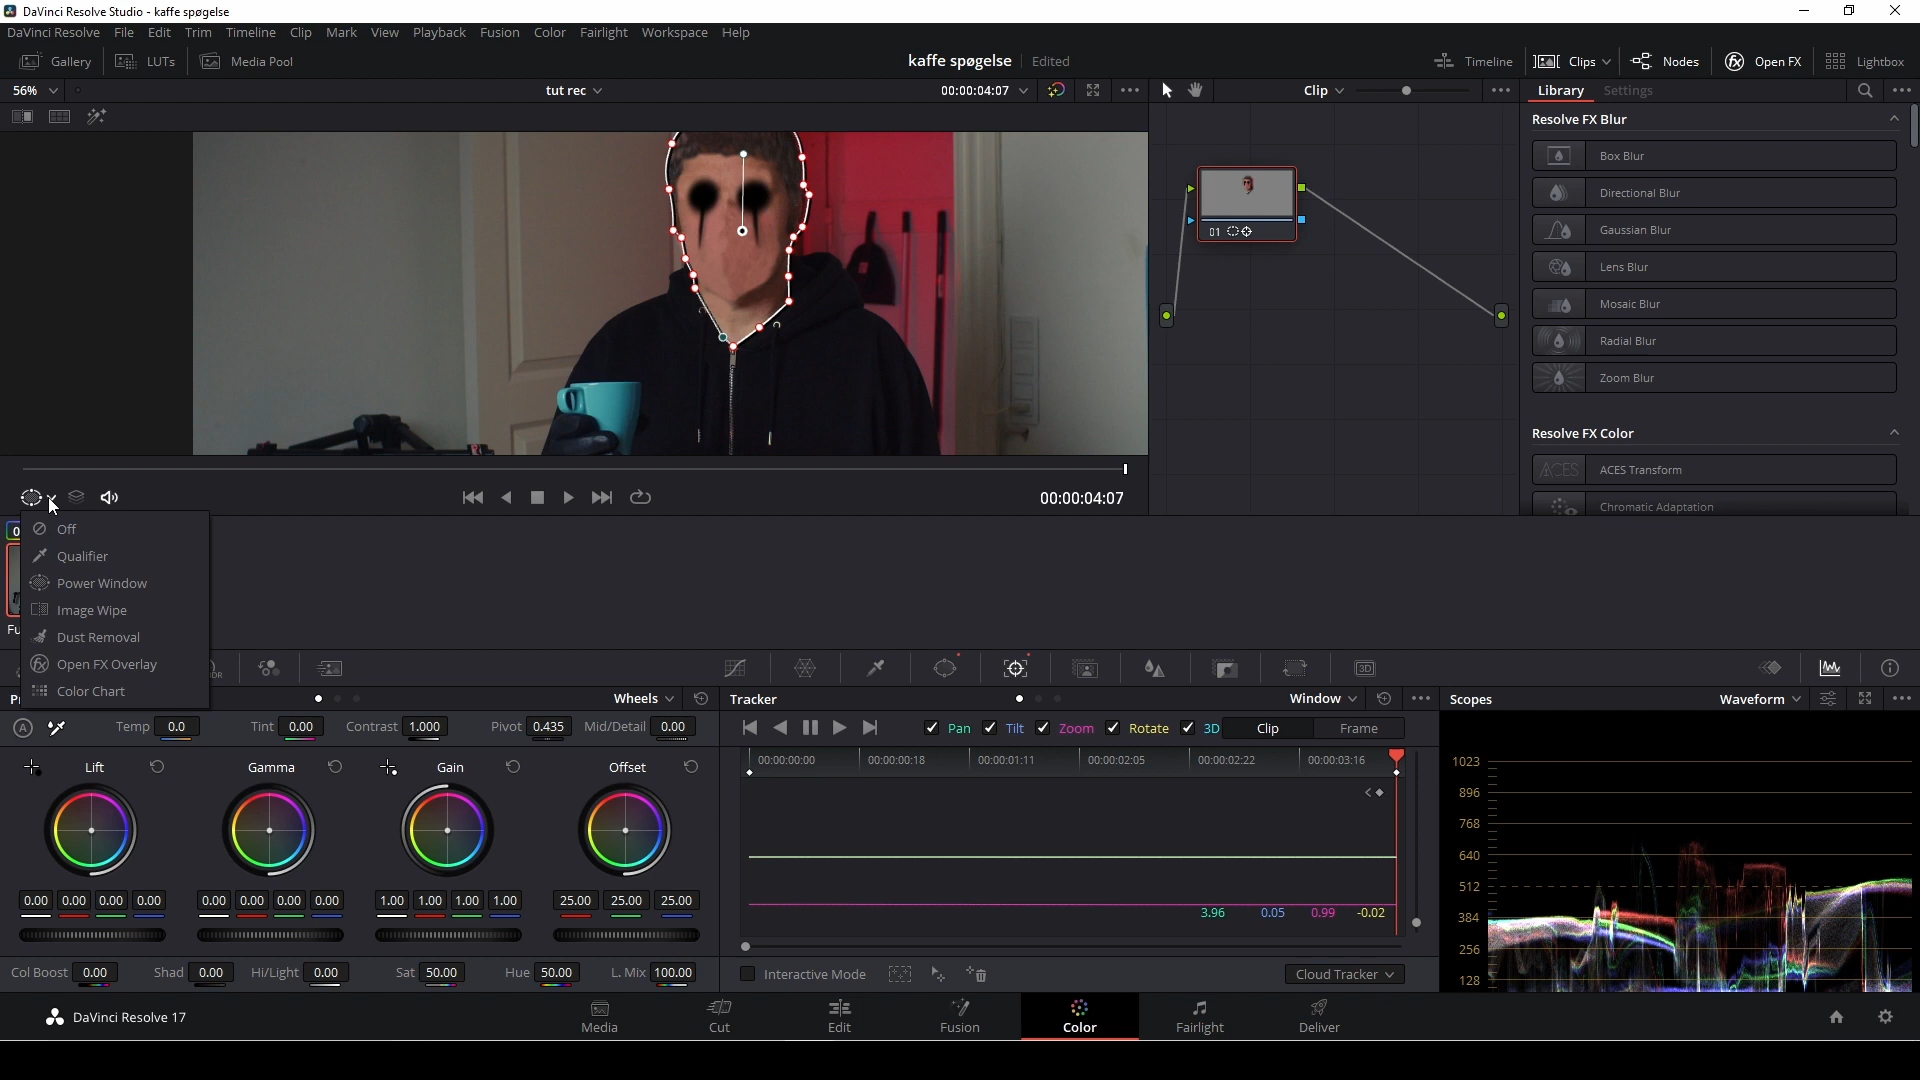 DaVinci Resolve Studio - kaffe spøgelse
DaVinci Resolve File Edit Trim Timeline Clip Mark View Playback Fusion Color Fairlight Workspace Help
Gallery LUTs Media Pool kaffe spøgelse Edited Timeline Clips Nodes Open FX Lightbox
56% tut rec 00:00:04:07 Clip Library Settings
Resolve FX Blur
Box Blur
Directional Blur
Gaussian Blur
Lens Blur
Mosaic Blur
Radial Blur
Zoom Blur
Resolve FX Color
ACES Transform
Chromatic Adaptation
01
00:00:04:07
Off
Qualifier
Power Window
Image Wipe
Dust Removal
Open FX Overlay
Color Chart
Fu
Wheels Tracker Window Scopes Waveform
Temp 0.0 Tint 0.00 Contrast 1.000 Pivot 0.435 Mid/Detail 0.00 Pan Tilt Zoom Rotate 3D Clip Frame
Lift Gamma Gain Offset
00:00:00:00 00:00:00:18 00:00:01:11 00:00:02:05 00:00:02:22 00:00:03:16
0.00 0.00 0.00 0.00 0.00 0.00 0.00 0.00 1.00 1.00 1.00 1.00 25.00 25.00 25.00
3.96 0.05 0.99 -0.02
1023
896
768
640
512
384
256
128
Col Boost 0.00 Shad 0.00 Hi/Light 0.00 Sat 50.00 Hue 50.00 L. Mix 100.00 Interactive Mode Cloud Tracker
DaVinci Resolve 17 Media Cut Edit Fusion Color Fairlight Deliver